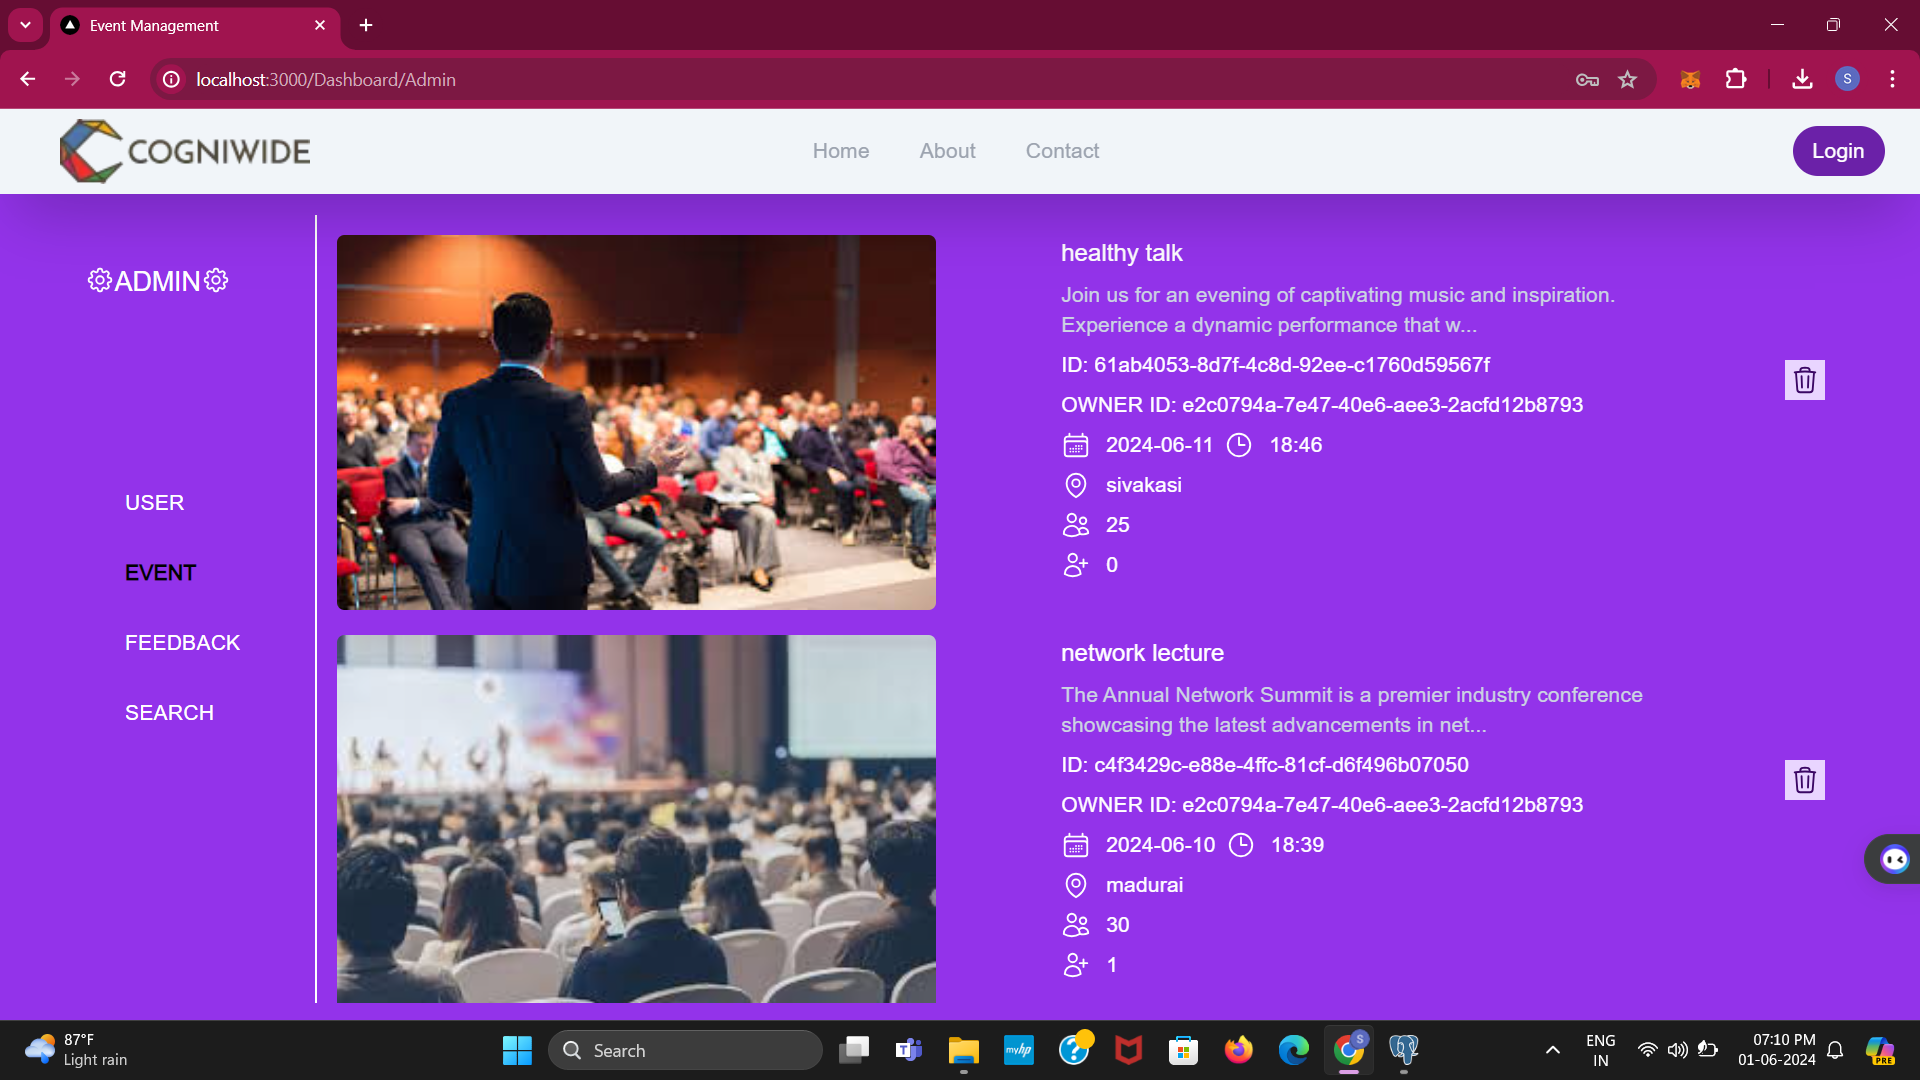 Event Management
localhost:3000/Dashboard/Admin
S
COGNIWIDE
Home
About
Contact
Login
ADMIN
USER
EVENT
FEEDBACK
SEARCH
healthy talk
Join us for an evening of captivating music and inspiration.
Experience a dynamic performance that w...
ID: 61ab4053-8d7f-4c8d-92ee-c1760d59567f
OWNER ID: e2c0794a-7e47-40e6-aee3-2acfd12b8793
2024-06-11 18:46
sivakasi
25
0
network lecture
The Annual Network Summit is a premier industry conference
showcasing the latest advancements in net...
ID: c4f3429c-e88e-4ffc-81cf-d6f496b07050
OWNER ID: e2c0794a-7e47-40e6-aee3-2acfd12b8793
2024-06-10 18:39
madurai
30
1
87°F
Light rain
Search
myhp
S
ENG
IN
07:10 PM
01-06-2024
PRE